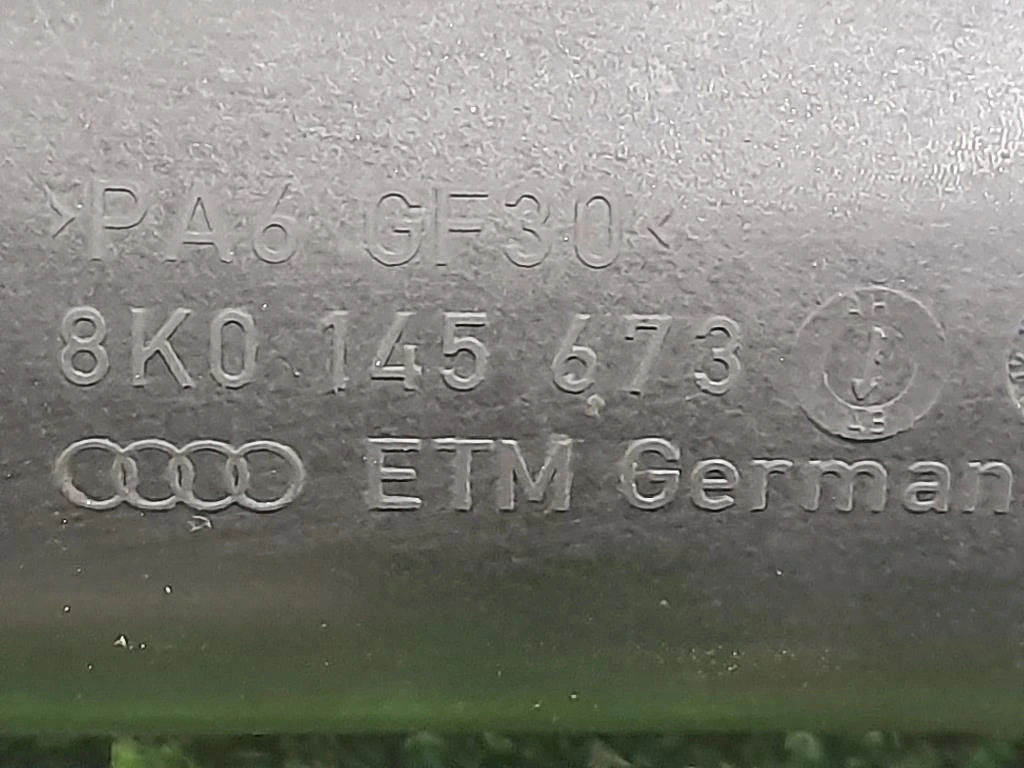 >PA6 GF30<
8K0 145 673
ETM German